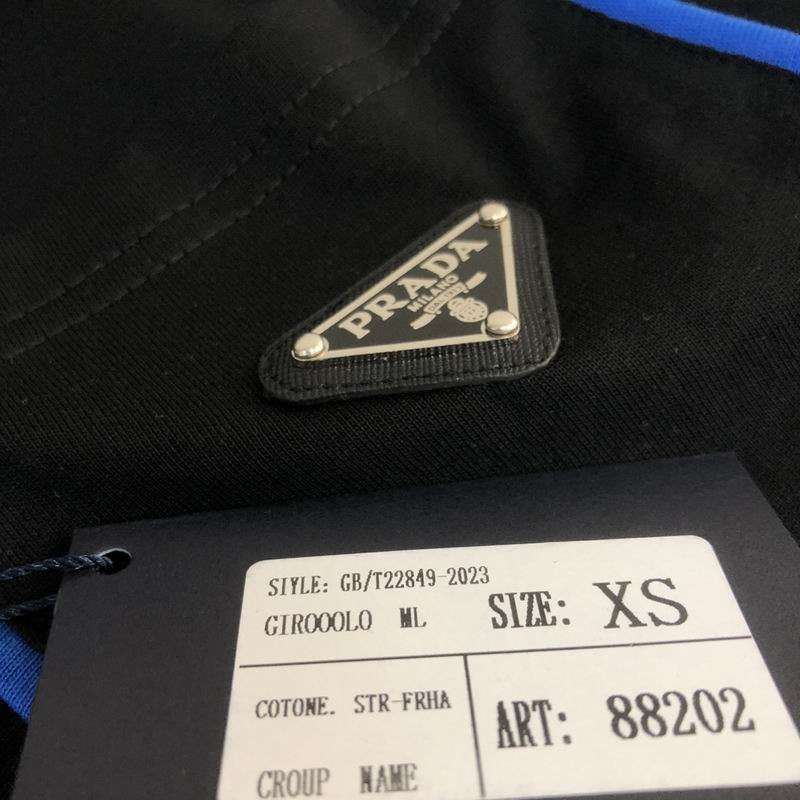 PRADA
MILANO
SIYLE: GB/T22849-2023
GIROOOLO ML
SIZE: XS
COTONE. STR-FRHA
ART: 88202
CROUP NAME